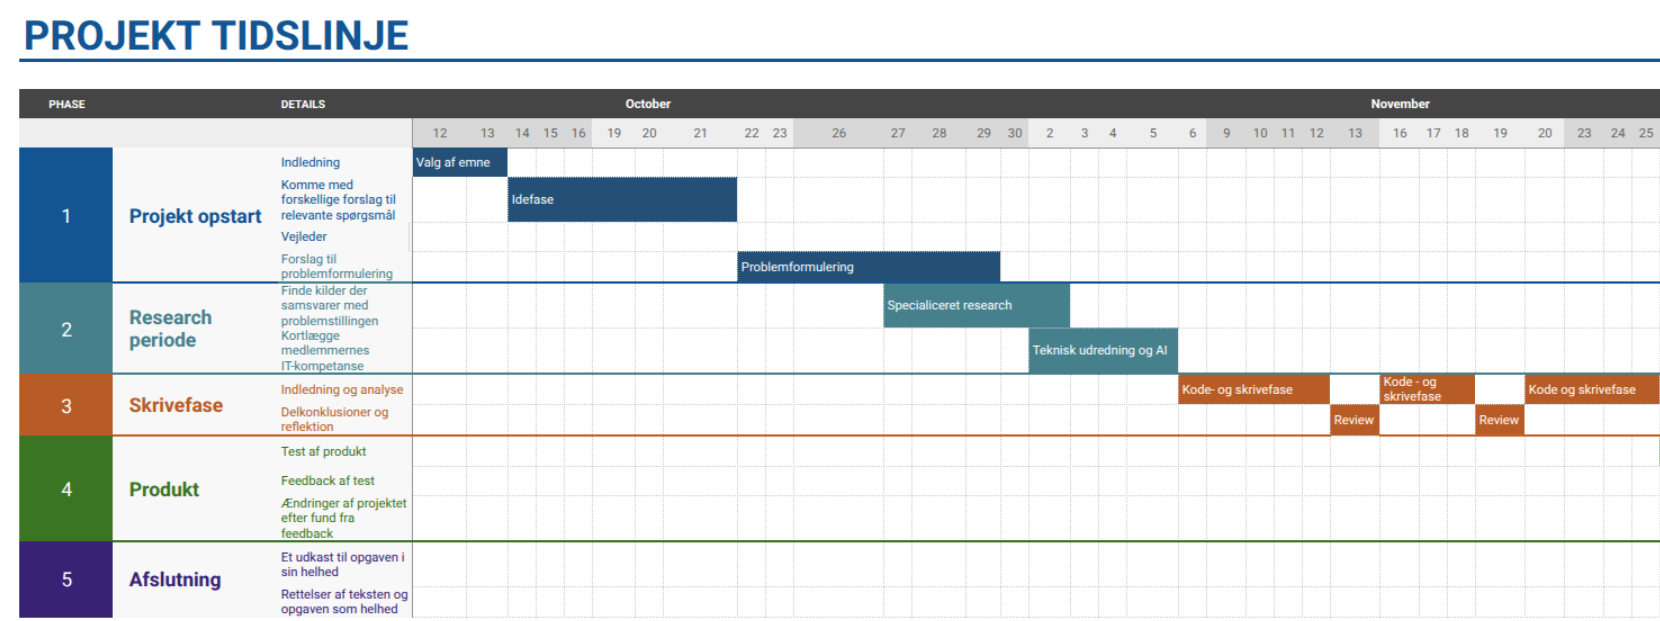 PROJEKT TIDSLINJE
PHASE DETAILS October November
12 13 14 15 16 19 20 21 22 23 26 27 28 29 30 2 3 4 5 6 9 10 11 12 13 16 17 18 19 20 23 24 25
1
Projekt opstart
Indledning
Valg af emne
Komme med
forskellige forslag til
relevante spørgsmål
Idefase
Vejleder
Forslag til
problemformulering
Problemformulering
2
Research
periode
Finde kilder der
samsvarer med
problemstillingen
Specialiceret research
Kortlægge
medlemmernes
IT-kompetanse
Teknisk udredning og AI
3
Skrivefase
Indledning og analyse
Kode- og skrivefase
Kode - og
skrivefase
Kode og skrivefase
Delkonklusioner og
reflektion
Review
Review
4
Produkt
Test af produkt
Feedback af test
Ændringer af projektet
efter fund fra
feedback
5
Afslutning
Et udkast til opgaven i
sin helhed
Rettelser af teksten og
opgaven som helhed